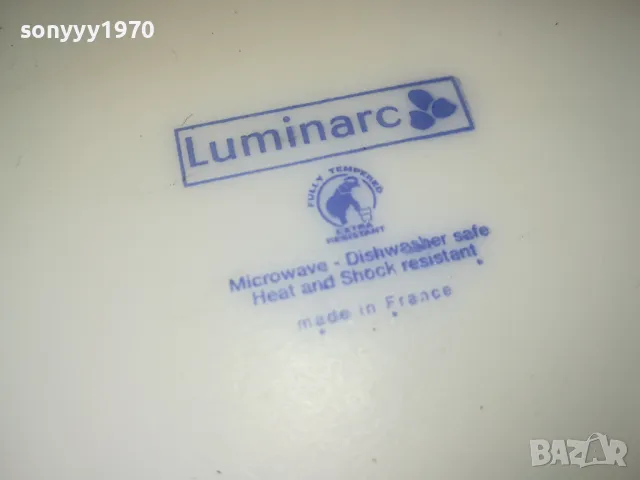 sonyyy1970
Luminarc
FULLY TEMPERED
EXTRA
RESISTANT
Microwave - Dishwasher safe
Heat and Shock resistant
made in France
BAZAR